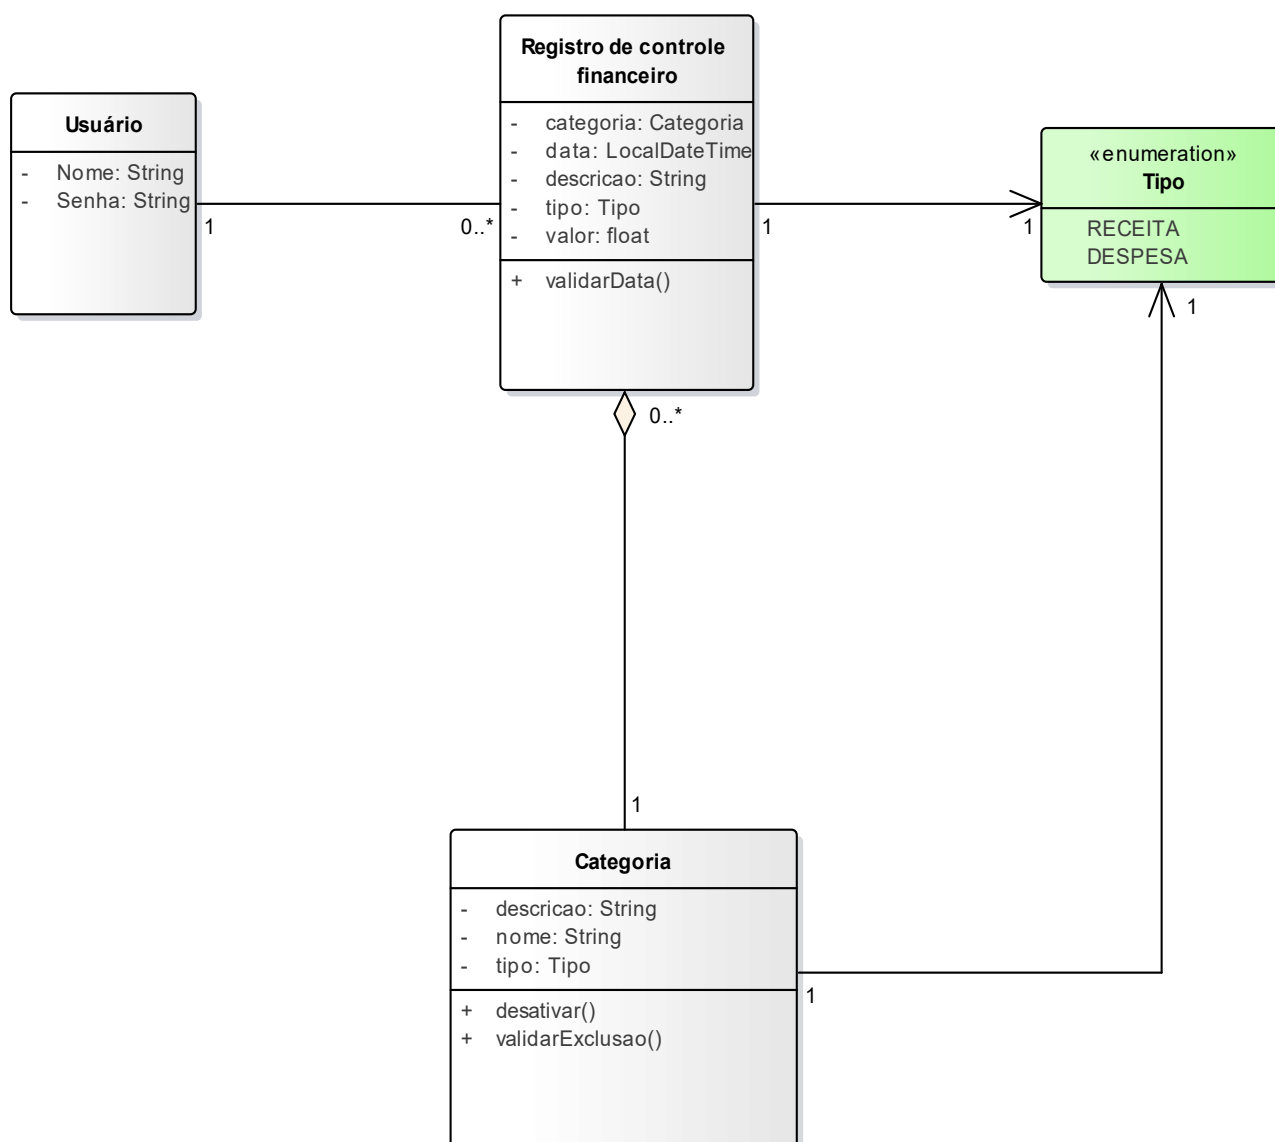 Registro de controle
financeiro
- categoria: Categoria
- data: LocalDateTime
- descricao: String
- tipo: Tipo
- valor: float
+ validarData()
Usuário
- Nome: String
- Senha: String
1
0..*
1
1
«enumeration»
Tipo
RECEITA
DESPESA
1
0..*
1
Categoria
- descricao: String
- nome: String
- tipo: Tipo
+ desativar()
+ validarExclusao()
1